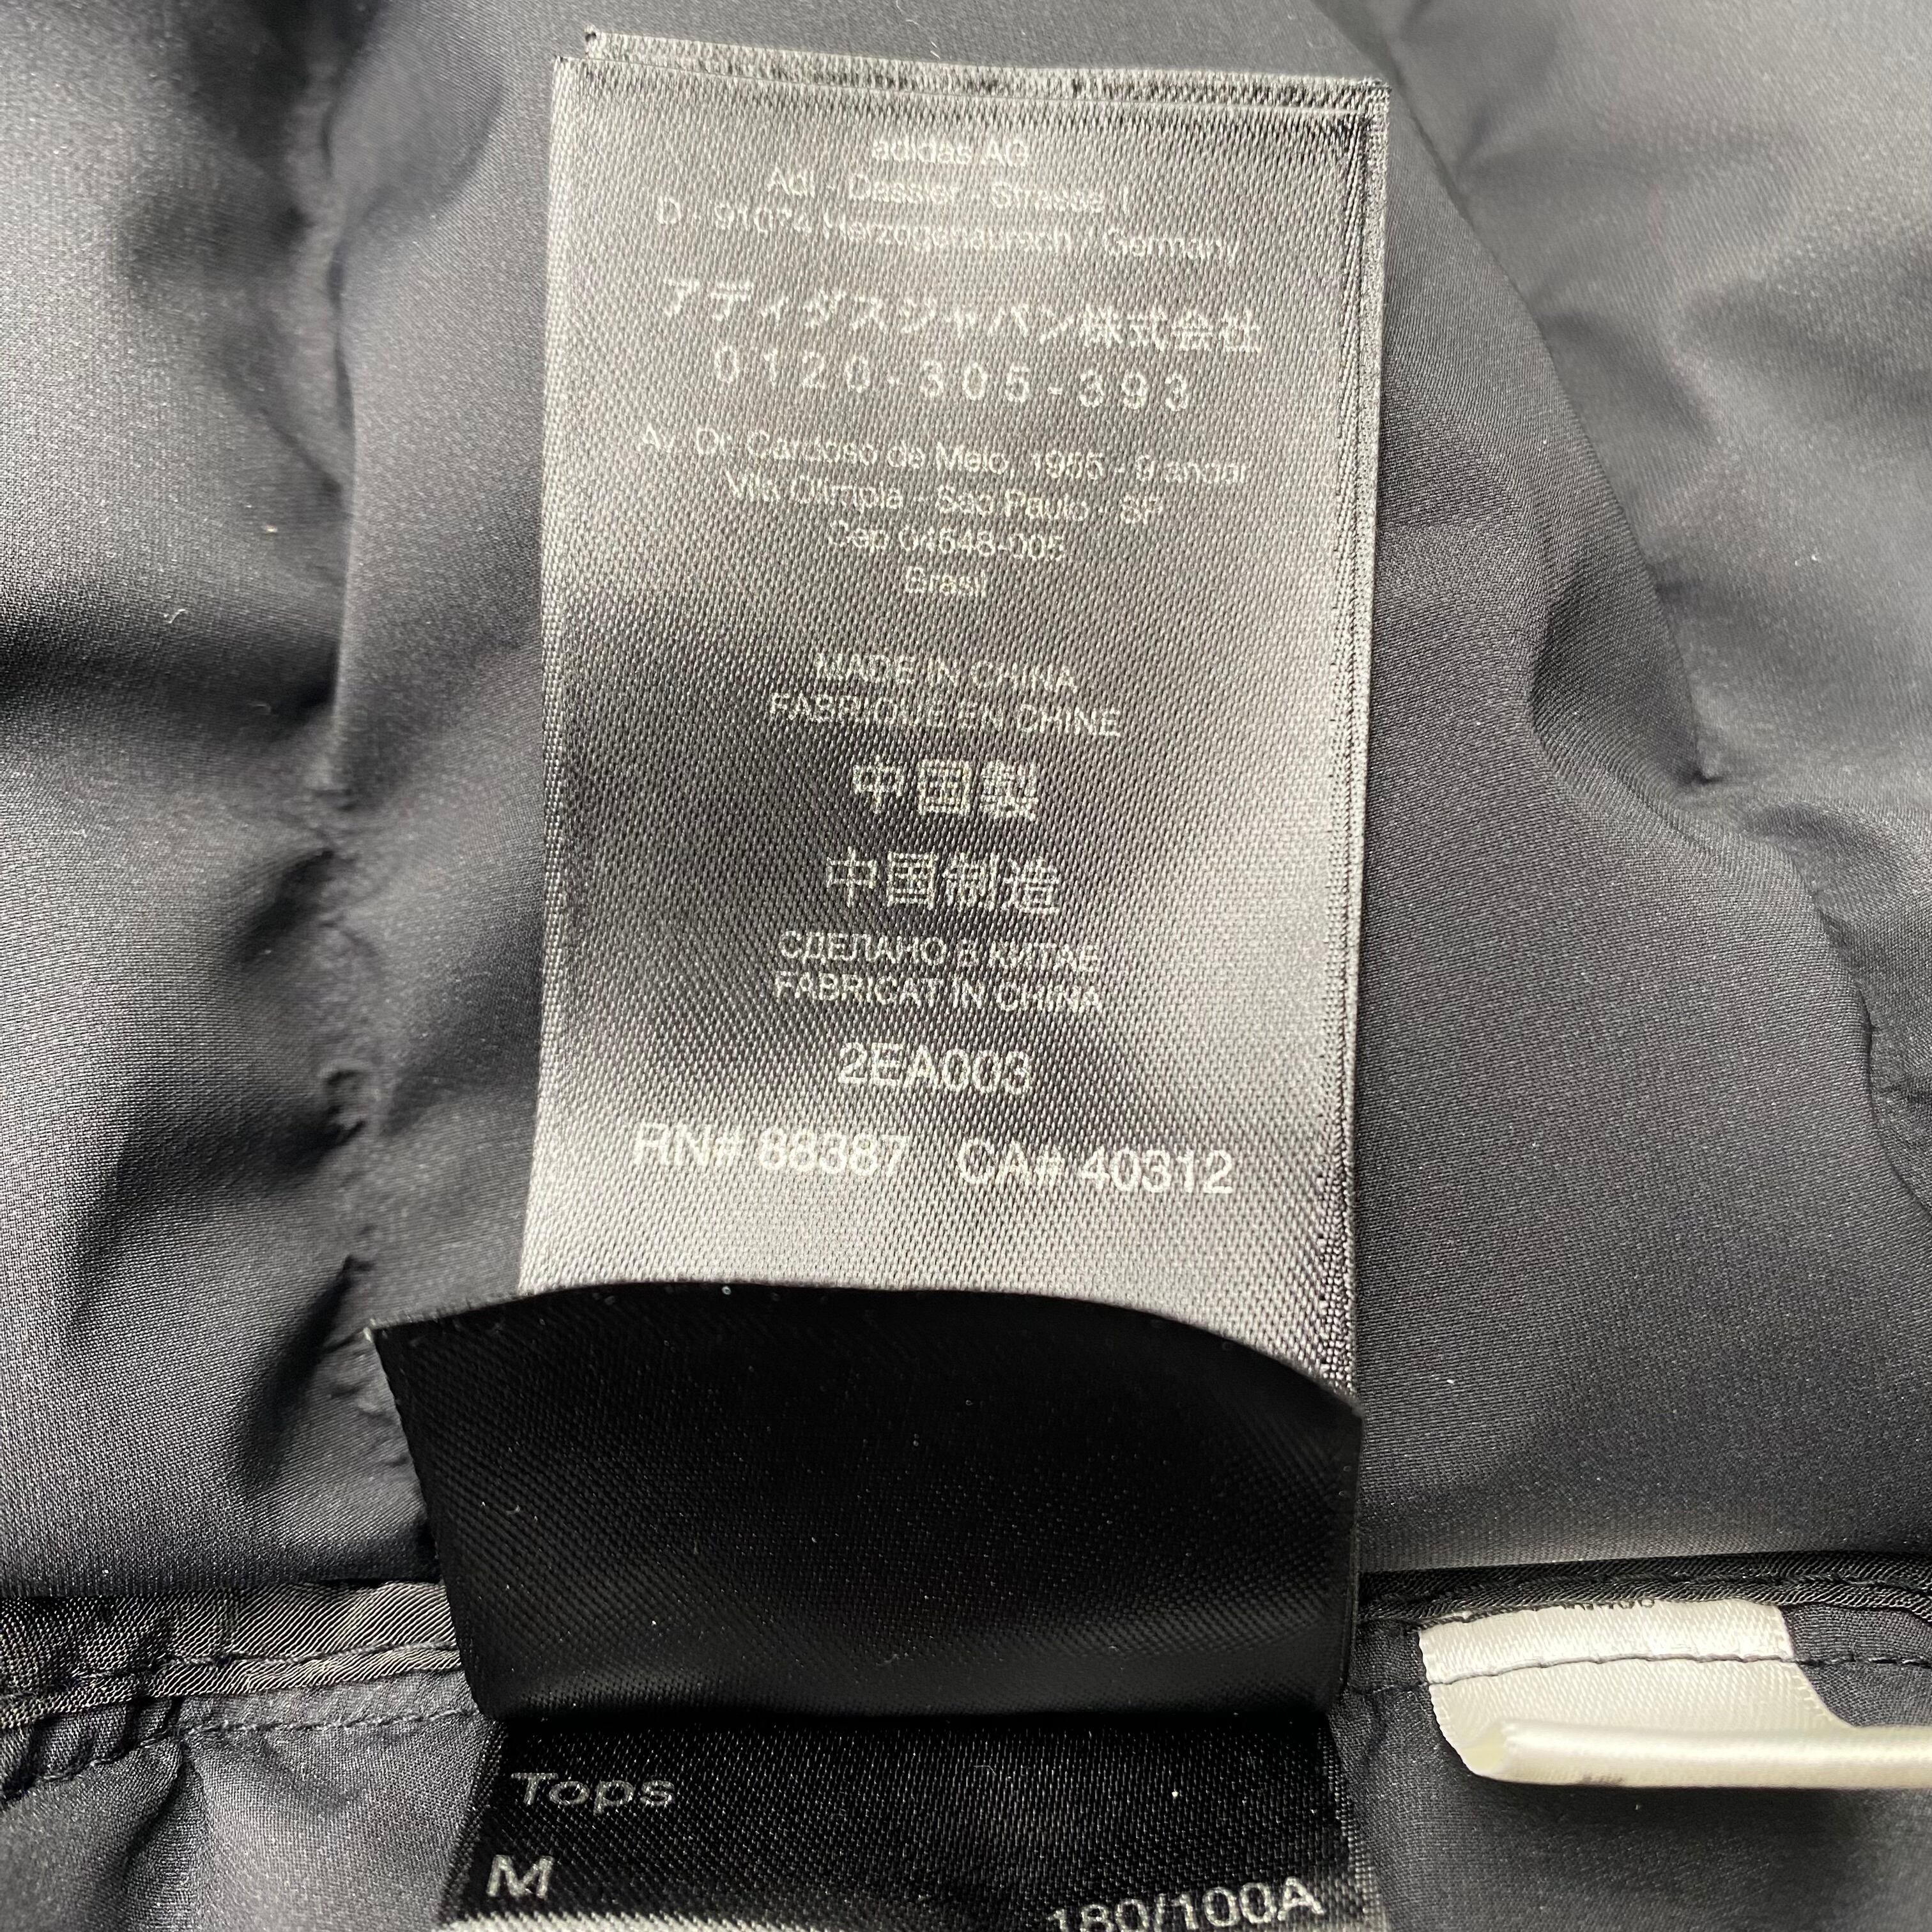 adidas AG
Adi - Dassler - Strasse 1
D - 91074 Herzogenaurach / Germany
アディダスジャパン株式会社
0120-305-393
Av. Dr. Cardoso de Melo, 1955 - 9 andar
Vila Olimpia - Sao Paulo - SP
Cep 04548-005
Brasil
MADE IN CHINA
FABRIQUE EN CHINE
中国製
中国制造
СДЕЛАНО В КИТАЕ
FABRICAT IN CHINA
2EA003
RN# 88387 CA# 40312
Tops
M 180/100A